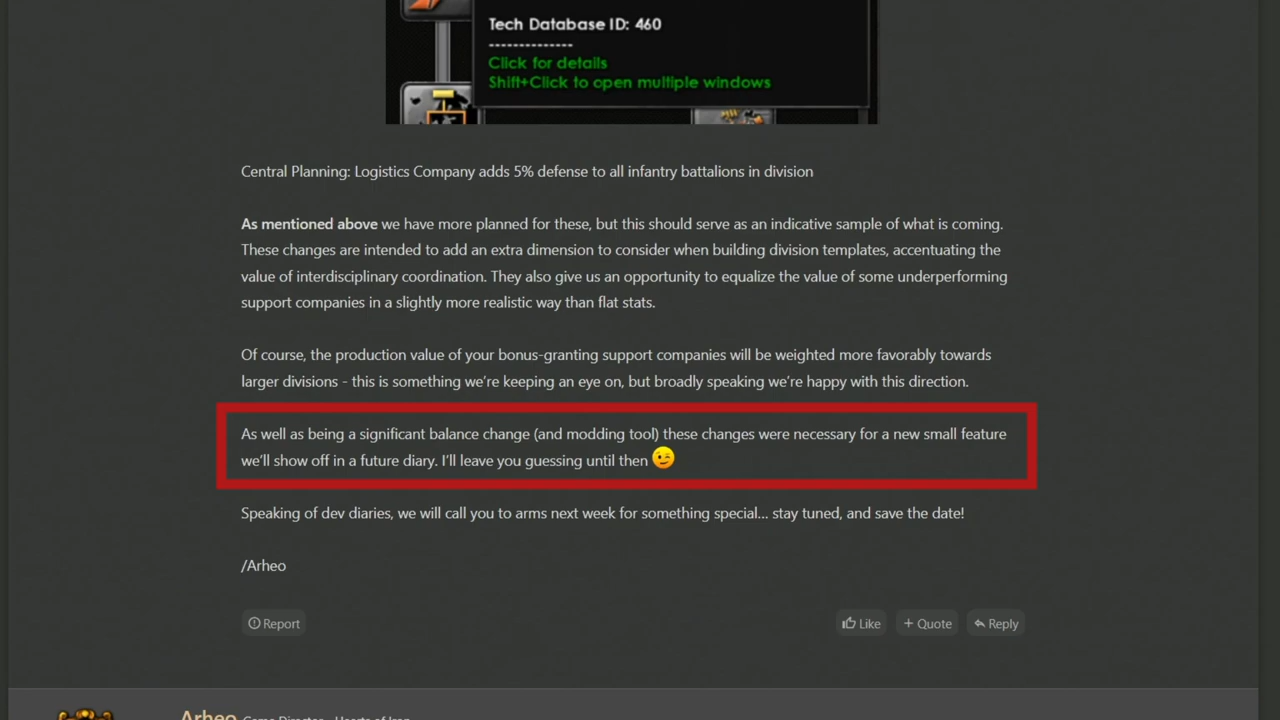 Tech Database ID: 460
--------------
Click for details
Shift+Click to open multiple windows
Central Planning: Logistics Company adds 5% defense to all infantry battalions in division
As mentioned above we have more planned for these, but this should serve as an indicative sample of what is coming.
These changes are intended to add an extra dimension to consider when building division templates, accentuating the
value of interdisciplinary coordination. They also give us an opportunity to equalize the value of some underperforming
support companies in a slightly more realistic way than flat stats.
Of course, the production value of your bonus-granting support companies will be weighted more favorably towards
larger divisions - this is something we're keeping an eye on, but broadly speaking we're happy with this direction.
As well as being a significant balance change (and modding tool) these changes were necessary for a new small feature
we'll show off in a future diary. I'll leave you guessing until then 😉
Speaking of dev diaries, we will call you to arms next week for something special... stay tuned, and save the date!
/Arheo
Report
Like
+ Quote
Reply
Arheo Game Director - Hearts of Iron